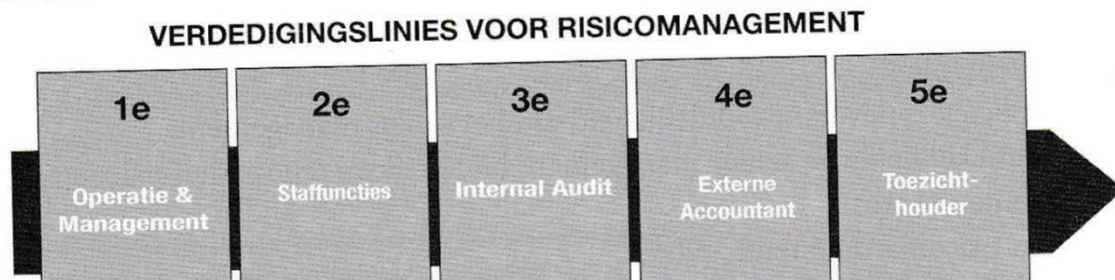 VERDEDIGINGSLINIES VOOR RISICOMANAGEMENT
1e
Operatie &
Management
2e
Staffuncties
3e
Internal Audit
4e
Externe
Accountant
5e
Toezicht-
houder